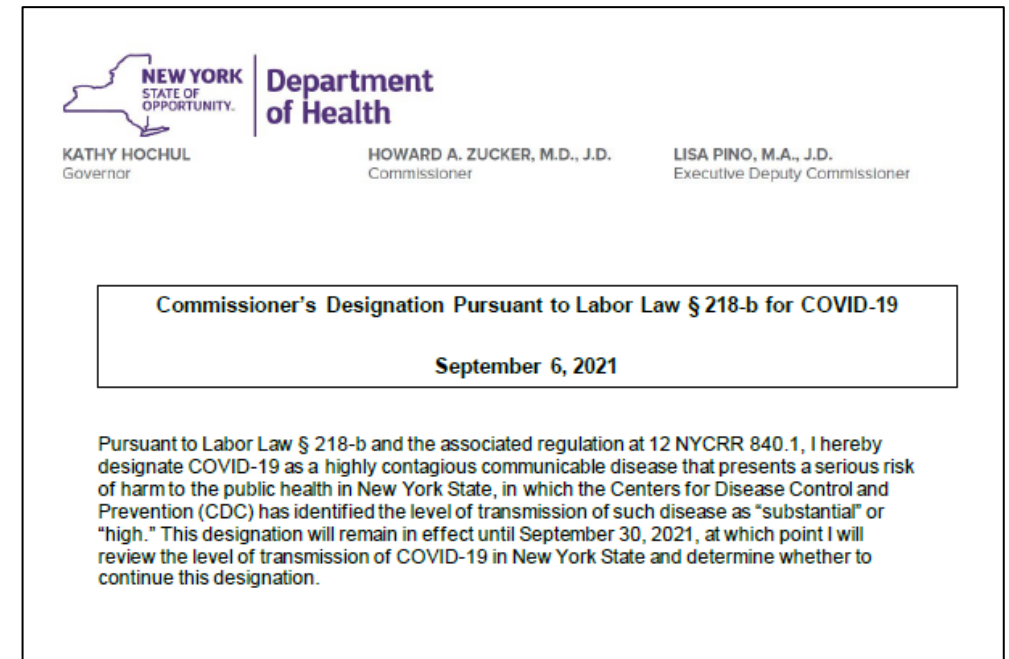 NEW YORK
STATE OF
OPPORTUNITY.
Department
of Health
KATHY HOCHUL
Governor
HOWARD A. ZUCKER, M.D., J.D.
Commissioner
LISA PINO, M.A., J.D.
Executive Deputy Commissioner
Commissioner's Designation Pursuant to Labor Law § 218-b for COVID-19
September 6, 2021
Pursuant to Labor Law § 218-b and the associated regulation at 12 NYCRR 840.1, I hereby
designate COVID-19 as a highly contagious communicable disease that presents a serious risk
of harm to the public health in New York State, in which the Centers for Disease Control and
Prevention (CDC) has identified the level of transmission of such disease as "substantial" or
"high." This designation will remain in effect until September 30, 2021, at which point I will
review the level of transmission of COVID-19 in New York State and determine whether to
continue this designation.